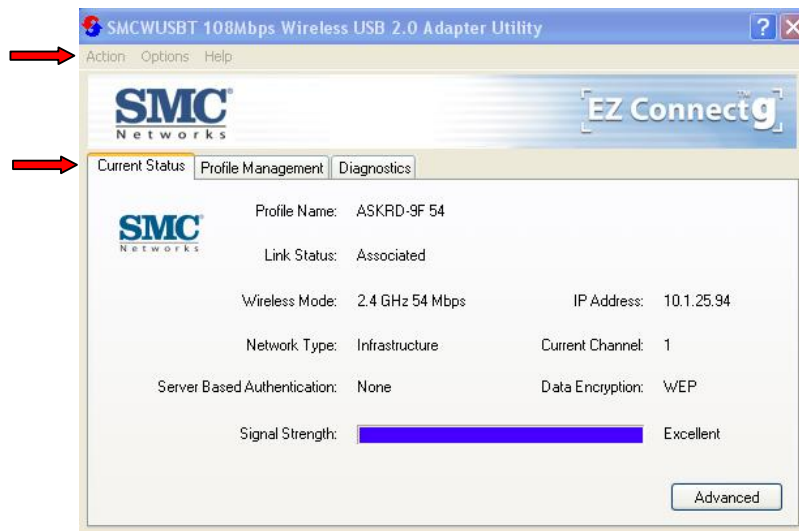 SMCWUSBT 108Mbps Wireless USB 2.0 Adapter Utility
Action Options Help
SMC
Networks
EZ Connect™ g
Current Status Profile Management Diagnostics
SMC
Networks
Profile Name: ASKRD-9F 54
Link Status: Associated
Wireless Mode: 2.4 GHz 54 Mbps IP Address: 10.1.25.94
Network Type: Infrastructure Current Channel: 1
Server Based Authentication: None Data Encryption: WEP
Signal Strength: Excellent
Advanced